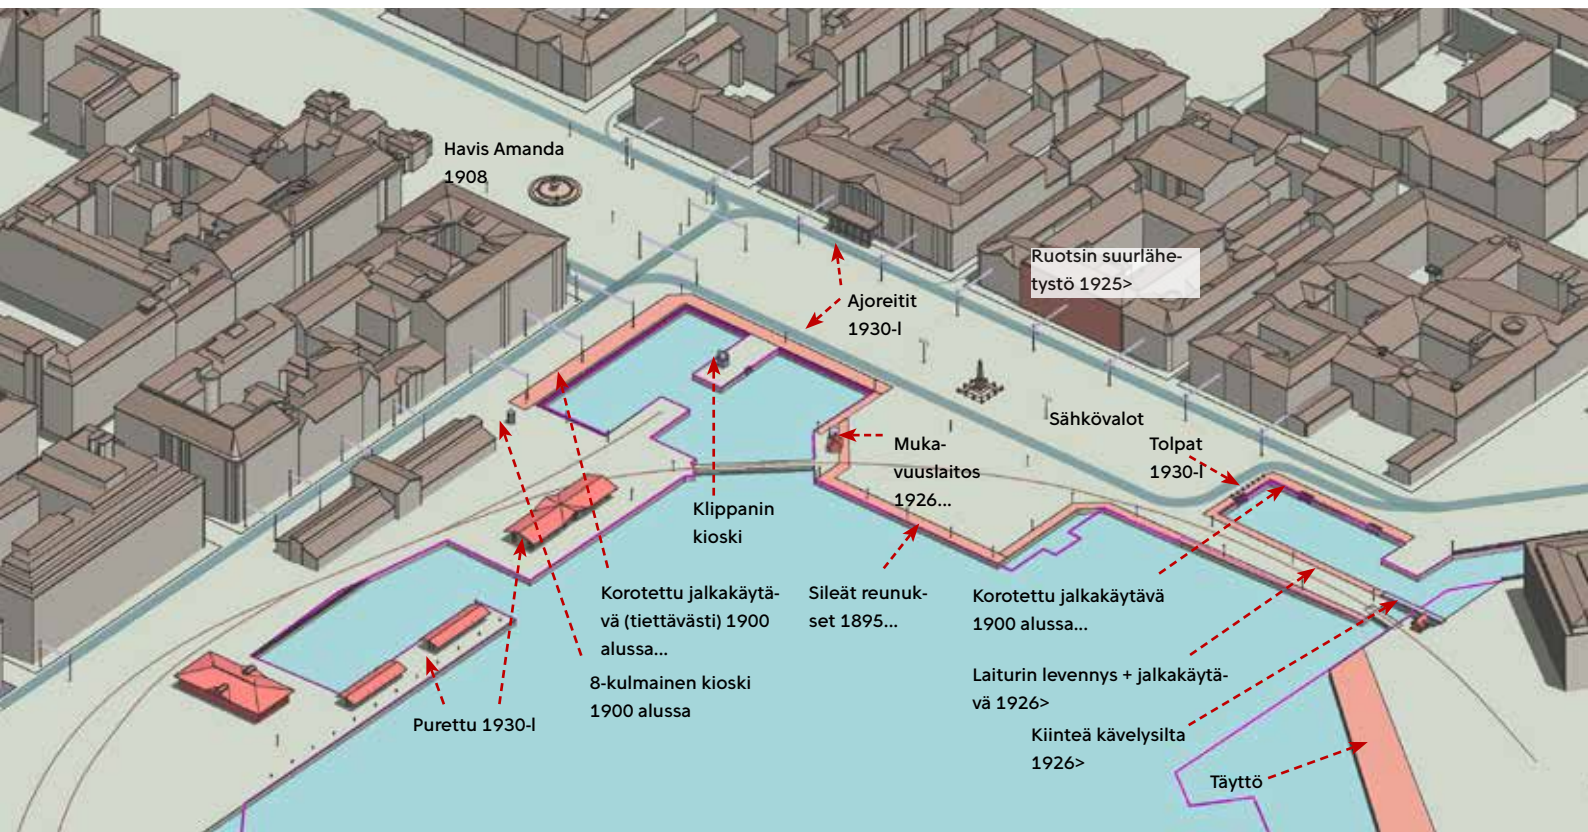 Havis Amanda
1908
Ruotsin suurlähe-
tystö 1925>
Ajoreitit
1930-l
Sähkövalot
Tolpat
1930-l
Muka-
vuuslaitos
1926...
Klippanin
kioski
Korotettu jalkakäytä-
vä (tiettävästi) 1900
alussa...
Sileät reunuk-
set 1895...
Korotettu jalkakäytävä
1900 alussa...
8-kulmainen kioski
1900 alussa
Laiturin levennys + jalkakäytä-
vä 1926>
Purettu 1930-l
Kiinteä kävelysilta
1926>
Täyttö